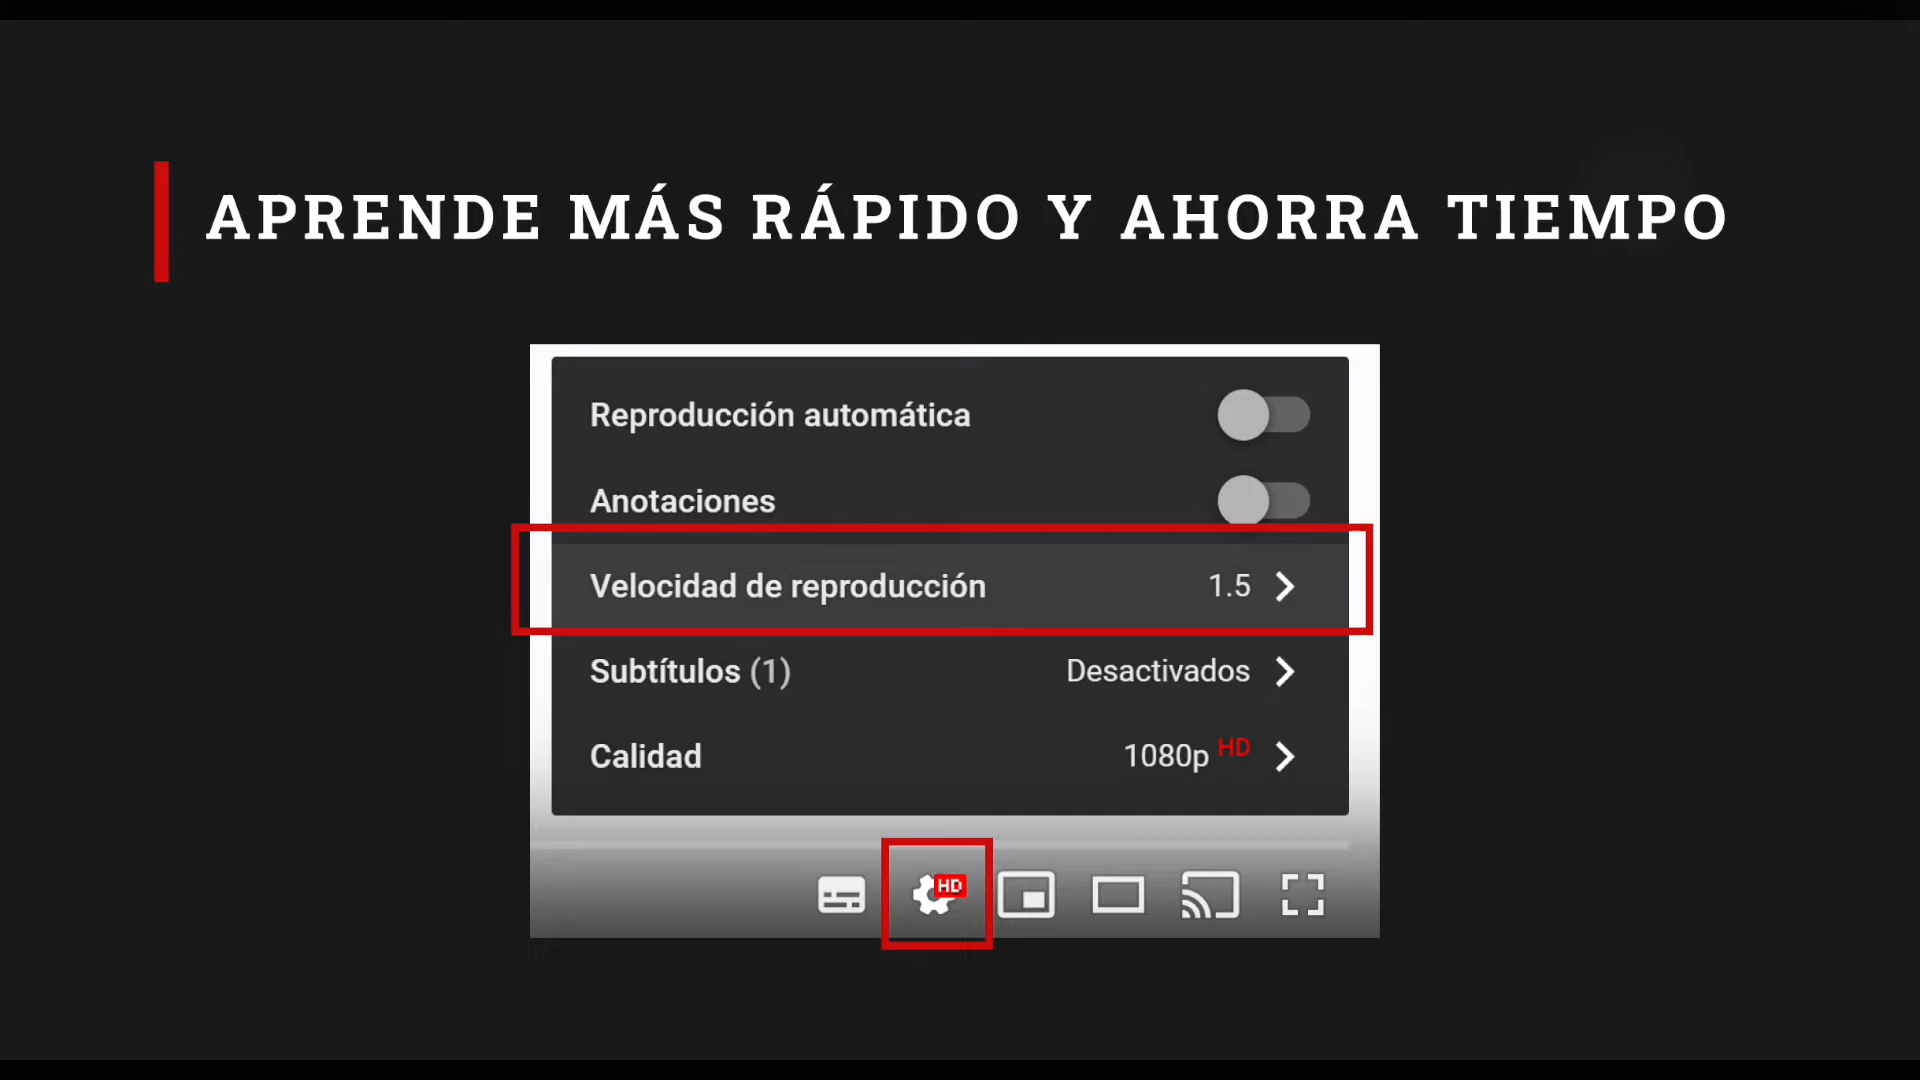 APRENDE MÁS RÁPIDO Y AHORRA TIEMPO
Reproducción automática
Anotaciones
Velocidad de reproducción 1.5
Subtítulos (1) Desactivados
Calidad 1080p HD
HD